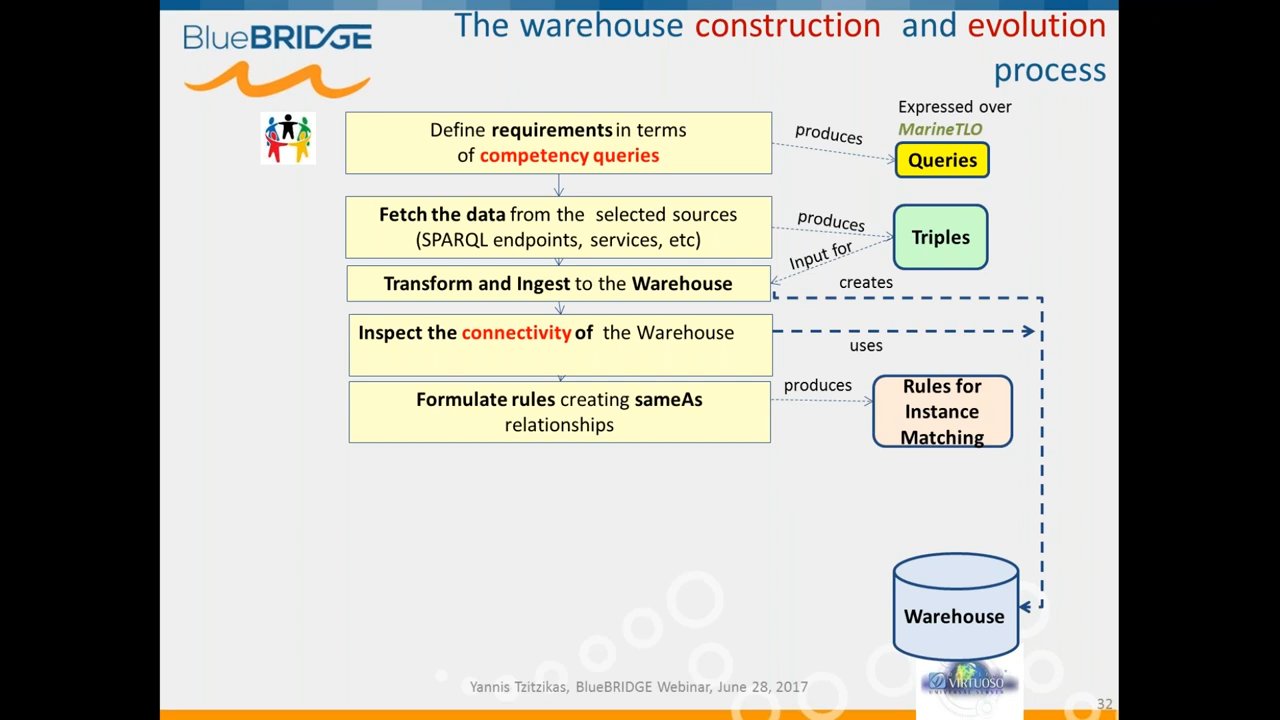 BlueBRIDGE
The warehouse construction and evolution
process
Define requirements in terms
of competency queries
produces
Expressed over
MarineTLO
Queries
Fetch the data from the selected sources
(SPARQL endpoints, services, etc)
produces
Triples
Input for
Transform and Ingest to the Warehouse
creates
Inspect the connectivity of the Warehouse
uses
Formulate rules creating sameAs
relationships
produces
Rules for
Instance
Matching
Warehouse
VIRTUOSO
Yannis Tzitzikas, BlueBRIDGE Webinar, June 28, 2017
32